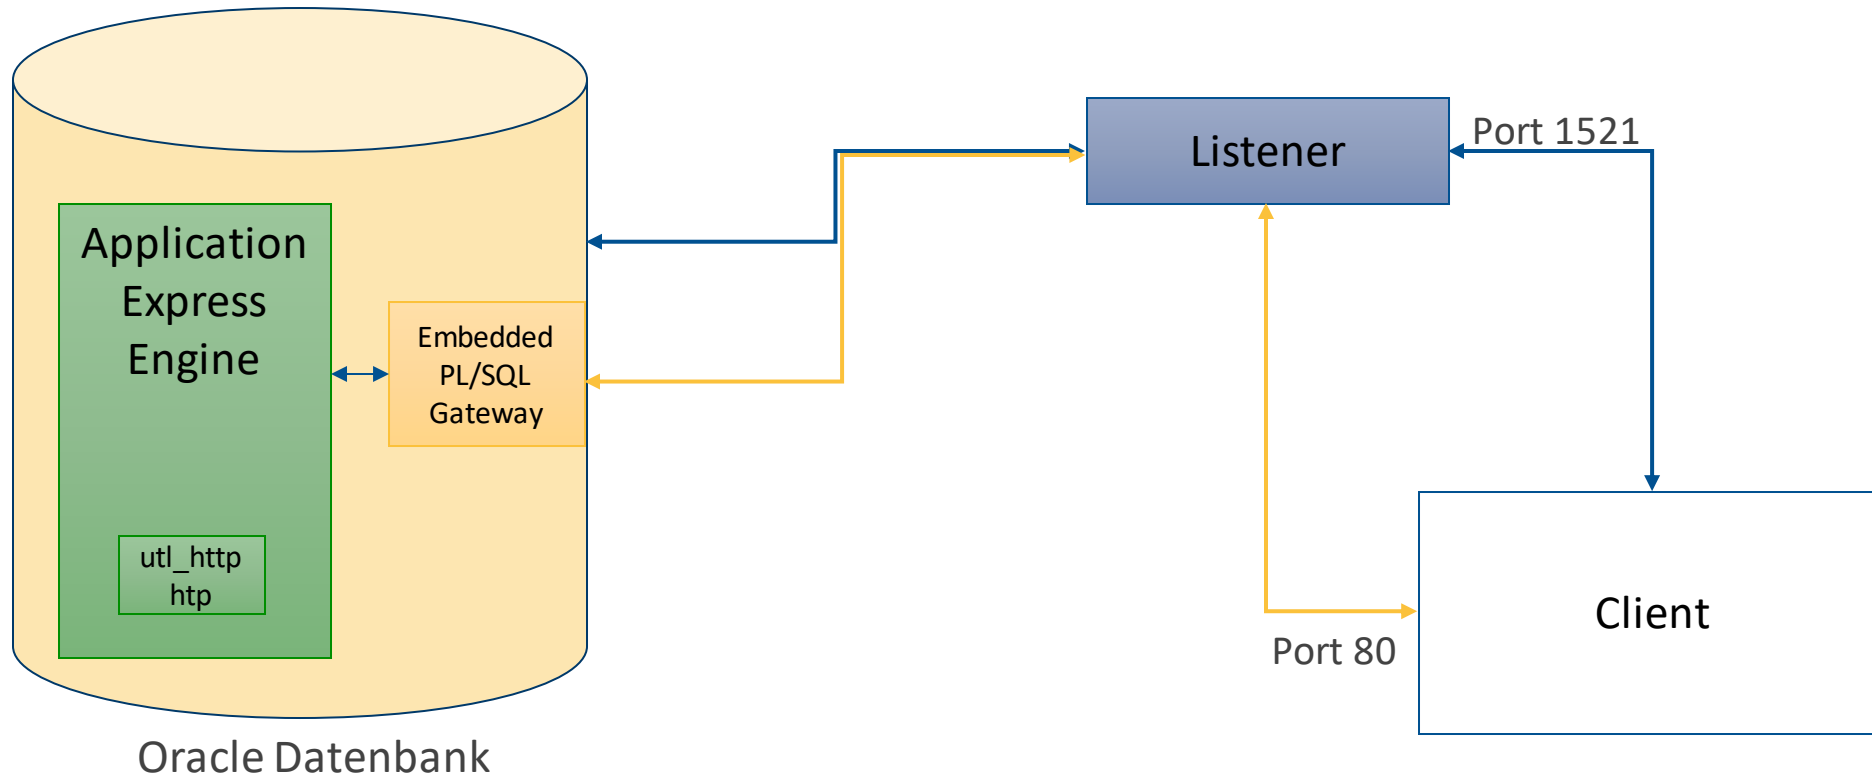 Application
Express
Engine
utl_http
htp
Embedded
PL/SQL
Gateway
Oracle Datenbank
Listener
Port 1521
Port 80
Client